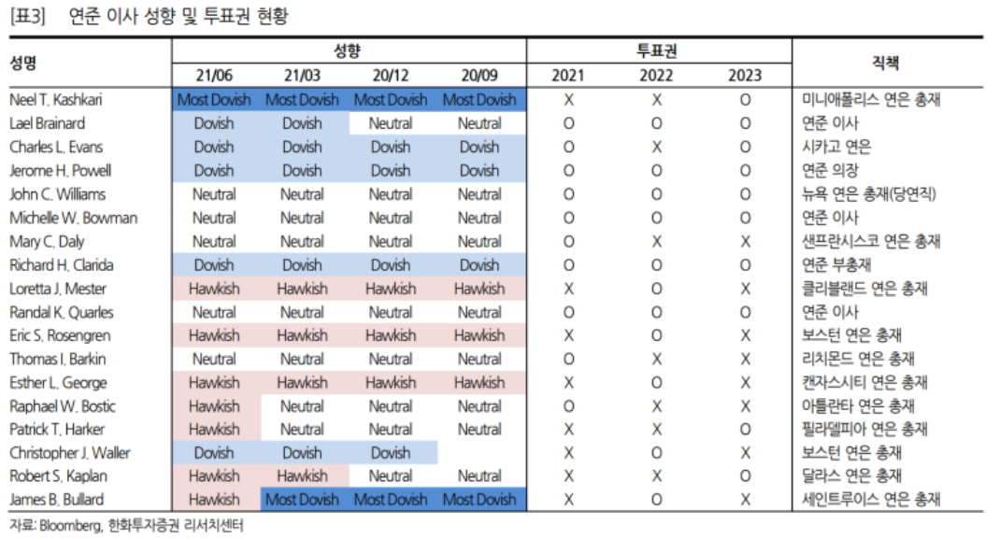 [표3] 연준 이사 성향 및 투표권 현황
성명 성향 투표권 직책
21/06 21/03 20/12 20/09 2021 2022 2023
Neel T. Kashkari Most Dovish Most Dovish Most Dovish Most Dovish X X O 미니애폴리스 연은 총재
Lael Brainard Dovish Dovish Neutral Neutral O O O 연준 이사
Charles L. Evans Dovish Dovish Dovish Dovish O X O 시카고 연은
Jerome H. Powell Dovish Dovish Dovish Dovish O O O 연준 의장
John C. Williams Neutral Neutral Neutral Neutral O O O 뉴욕 연은 총재(당연직)
Michelle W. Bowman Neutral Neutral Neutral Neutral O O O 연준 이사
Mary C. Daly Neutral Neutral Neutral Neutral O X X 샌프란시스코 연은 총재
Richard H. Clarida Dovish Dovish Dovish Dovish O O O 연준 부총재
Loretta J. Mester Hawkish Hawkish Hawkish Hawkish X O X 클리블랜드 연은 총재
Randal K. Quarles Neutral Neutral Neutral Neutral O O O 연준 이사
Eric S. Rosengren Hawkish Hawkish Hawkish Hawkish X O X 보스턴 연은 총재
Thomas I. Barkin Neutral Neutral Neutral Neutral O X X 리치몬드 연은 총재
Esther L. George Hawkish Hawkish Hawkish Hawkish X O X 캔자스시티 연은 총재
Raphael W. Bostic Hawkish Neutral Neutral Neutral O X X 아틀란타 연은 총재
Patrick T. Harker Hawkish Neutral Neutral Neutral X X O 필라델피아 연은 총재
Christopher J. Waller Dovish Dovish Dovish X O X 보스턴 연은 총재
Robert S. Kaplan Hawkish Hawkish Neutral Neutral X X O 달라스 연은 총재
James B. Bullard Hawkish Most Dovish Most Dovish Most Dovish X O X 세인트루이스 연은 총재
자료: Bloomberg, 한화투자증권 리서치센터